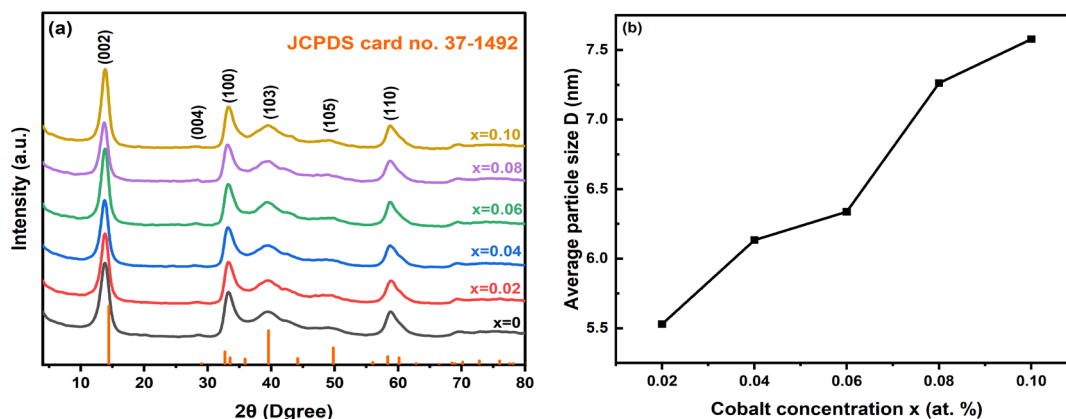 (a)
JCPDS card no. 37-1492
(002)
(004)
(100)
(103)
(105)
(110)
x=0.10
x=0.08
x=0.06
x=0.04
x=0.02
x=0
Intensity (a.u.)
10 20 30 40 50 60 70 80
2θ (Dgree)
(b)
Average particle size D (nm)
7.5
7.0
6.5
6.0
5.5
0.02 0.04 0.06 0.08 0.10
Cobalt concentration x (at. %)